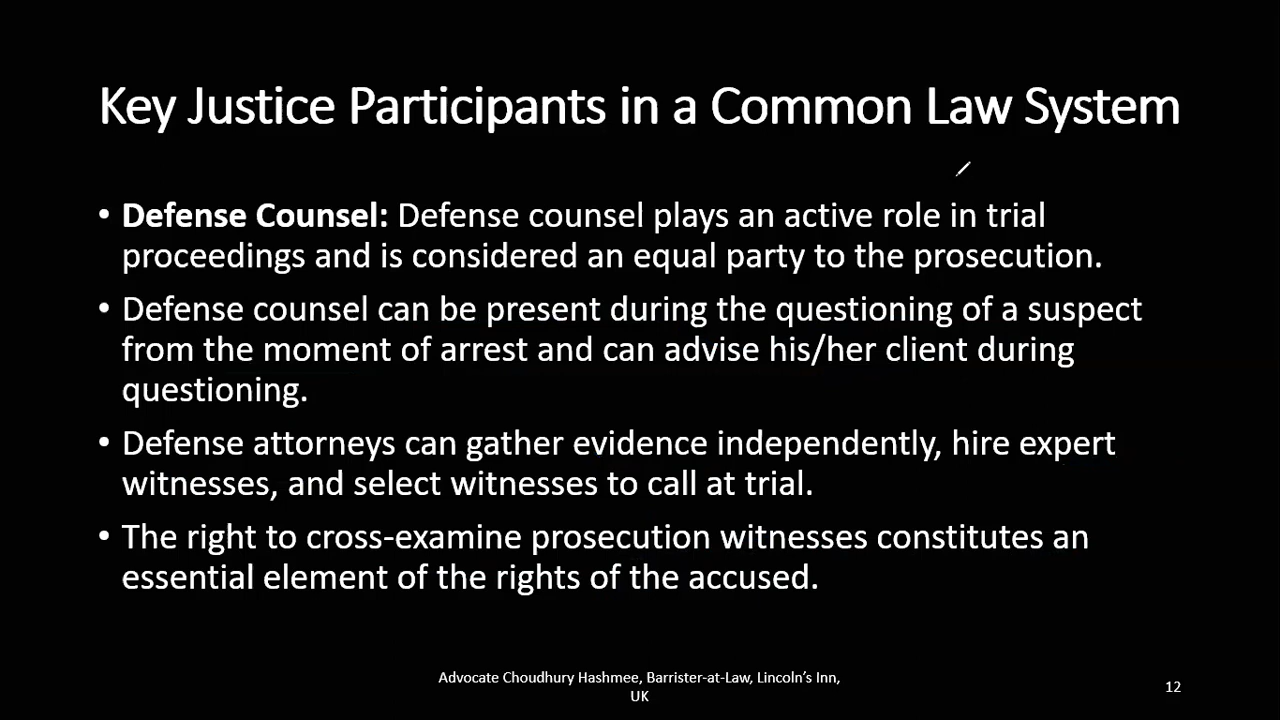 Key Justice Participants in a Common Law System
• Defense Counsel: Defense counsel plays an active role in trial
proceedings and is considered an equal party to the prosecution.
• Defense counsel can be present during the questioning of a suspect
from the moment of arrest and can advise his/her client during
questioning.
• Defense attorneys can gather evidence independently, hire expert
witnesses, and select witnesses to call at trial.
• The right to cross-examine prosecution witnesses constitutes an
essential element of the rights of the accused.
Advocate Choudhury Hashmee, Barrister-at-Law, Lincoln’s Inn,
UK
12